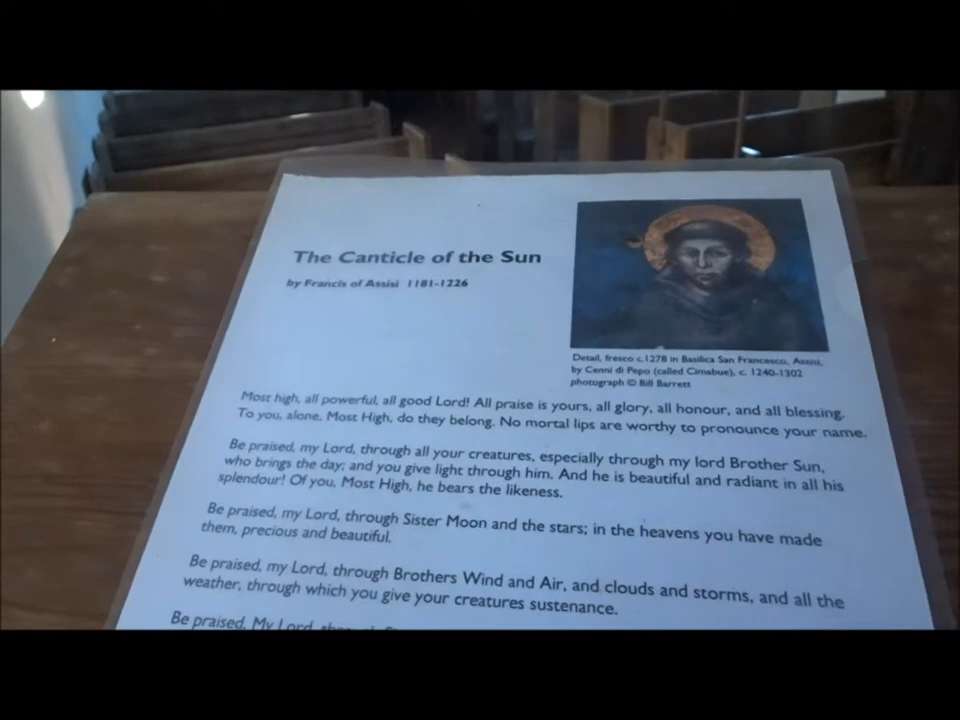 The Canticle of the Sun
by Francis of Assisi 1181-1226
Detail, fresco c.1278 in Basilica San Francesco, Assisi,
by Cenni di Pepo (called Cimabue), c. 1240-1302
photograph © Bill Barrett
Most high, all powerful, all good Lord! All praise is yours, all glory, all honour, and all blessing.
To you, alone, Most High, do they belong. No mortal lips are worthy to pronounce your name.
Be praised, my Lord, through all your creatures, especially through my lord Brother Sun,
who brings the day; and you give light through him. And he is beautiful and radiant in all his
splendour! Of you, Most High, he bears the likeness.
Be praised, my Lord, through Sister Moon and the stars; in the heavens you have made
them, precious and beautiful.
Be praised, my Lord, through Brothers Wind and Air, and clouds and storms, and all the
weather, through which you give your creatures sustenance.
Be praised, My Lord, through